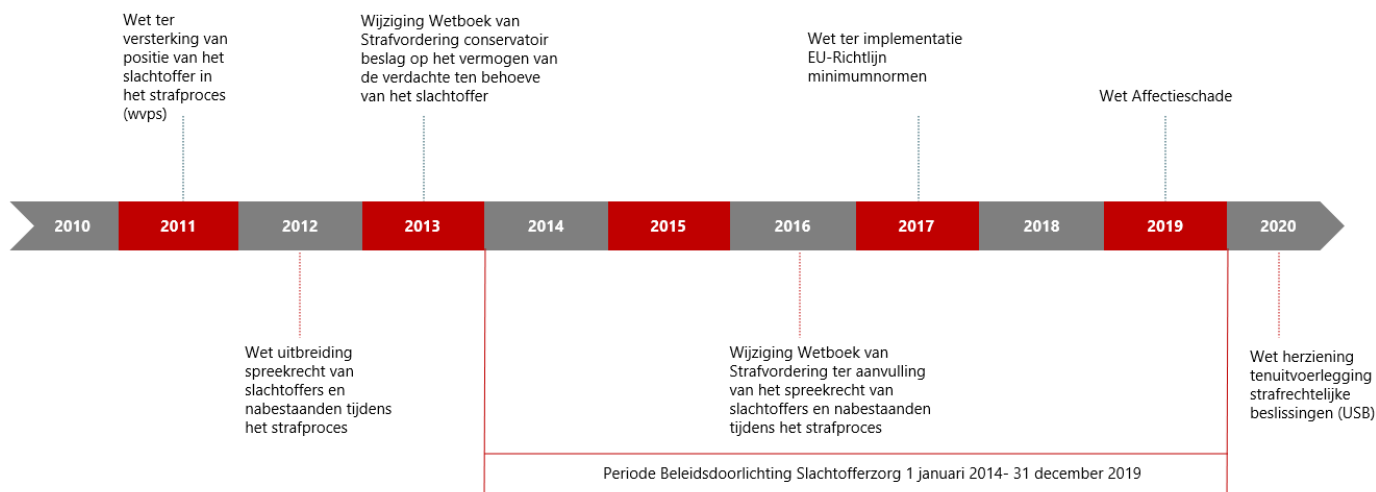 Wet ter
versterking van
positie van het
slachtoffer in
het strafproces
(wvps)
Wijziging Wetboek van
Strafvordering conservatoir
beslag op het vermogen van
de verdachte ten behoeve
van het slachtoffer
Wet ter implementatie
EU-Richtlijn
minimumnormen
Wet Affectieschade
2010 2011 2012 2013 2014 2015 2016 2017 2018 2019 2020
Wet uitbreiding
spreekrecht van
slachtoffers en
nabestaanden tijdens
het strafproces
Wijziging Wetboek van
Strafvordering ter aanvulling
van het spreekrecht van
slachtoffers en nabestaanden
tijdens het strafproces
Wet herziening
tenuitvoerlegging
strafrechtelijke
beslissingen (USB)
Periode Beleidsdoorlichting Slachtofferzorg 1 januari 2014- 31 december 2019